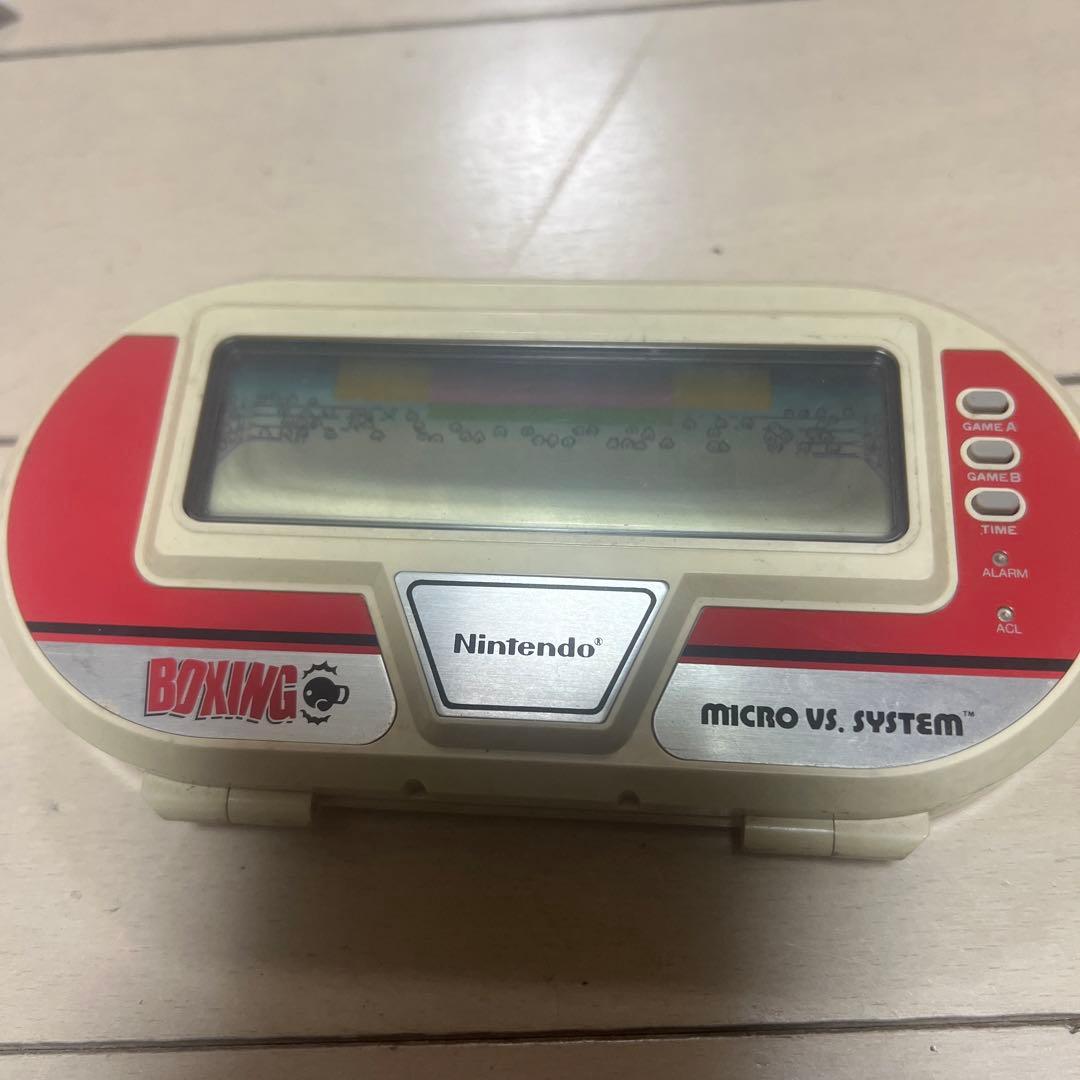 GAME A
GAME B
TIME
ALARM
ACL
Nintendo®
BOXING
MICRO VS. SYSTEM™